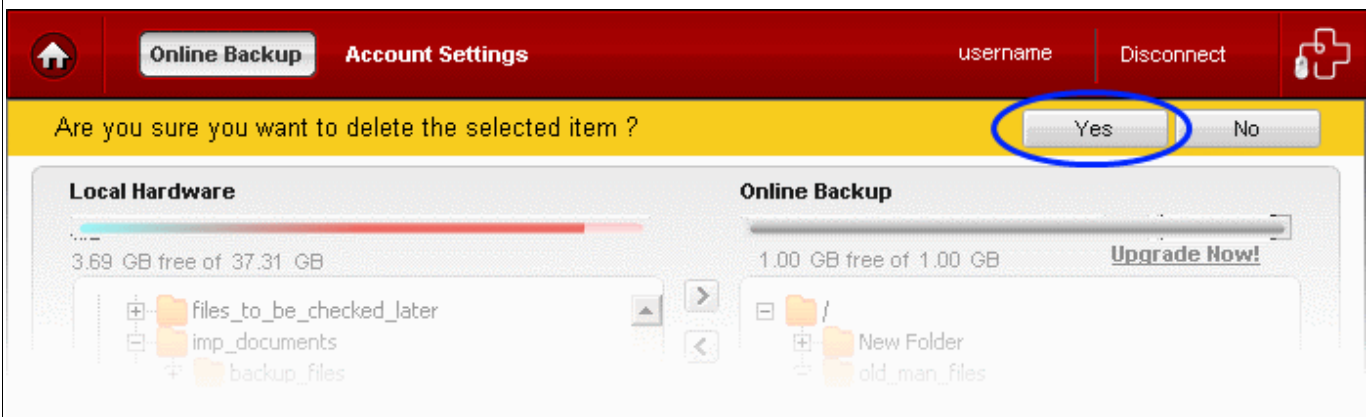 Online Backup Account Settings username Disconnect
Are you sure you want to delete the selected item ? Yes No
Local Hardware Online Backup
3.69 GB free of 37.31 GB 1.00 GB free of 1.00 GB Upgrade Now!
files_to_be_checked_later /
imp_documents New Folder
backup_files old_man_files